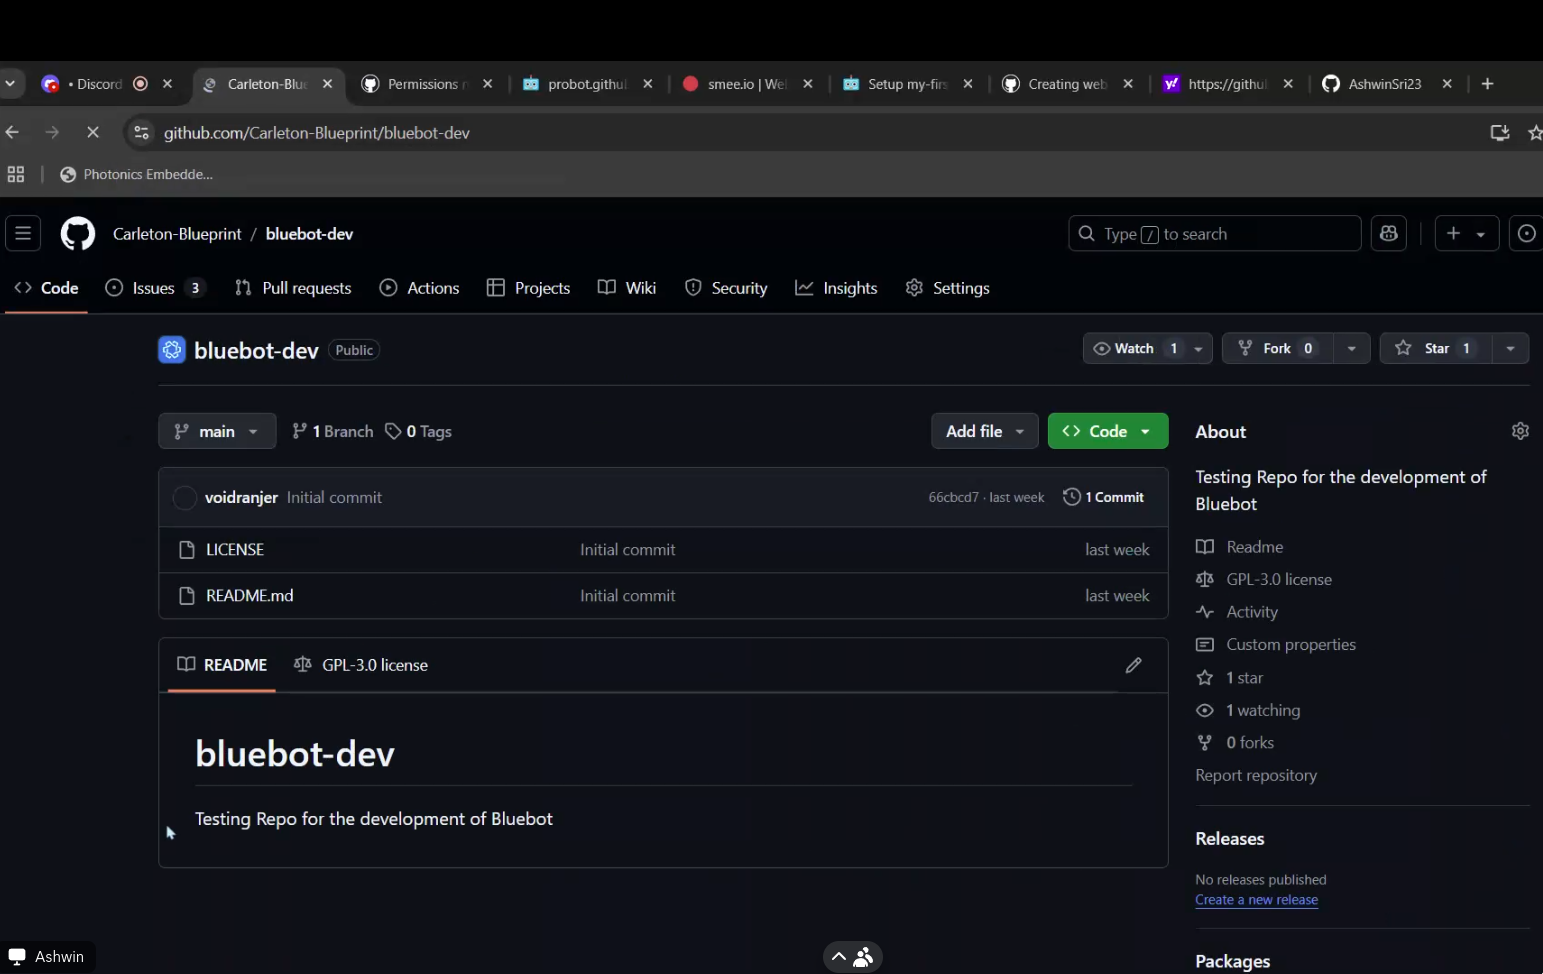 • Discord
Carleton-Blu
Permissions r
probot.githu
smee.io | We
Setup my-firs
Creating web
https://githu
AshwinSri23
github.com/Carleton-Blueprint/bluebot-dev
Photonics Embedde...
Carleton-Blueprint / bluebot-dev
Type / to search
Code
Issues 3
Pull requests
Actions
Projects
Wiki
Security
Insights
Settings
bluebot-dev Public
Watch 1
Fork 0
Star 1
main
1 Branch
0 Tags
Add file
Code
voidranjer Initial commit
66cbcd7 · last week
1 Commit
LICENSE Initial commit last week
README.md Initial commit last week
README
GPL-3.0 license
bluebot-dev
Testing Repo for the development of Bluebot
About
Testing Repo for the development of
Bluebot
Readme
GPL-3.0 license
Activity
Custom properties
1 star
1 watching
0 forks
Report repository
Releases
No releases published
Create a new release
Packages
Ashwin